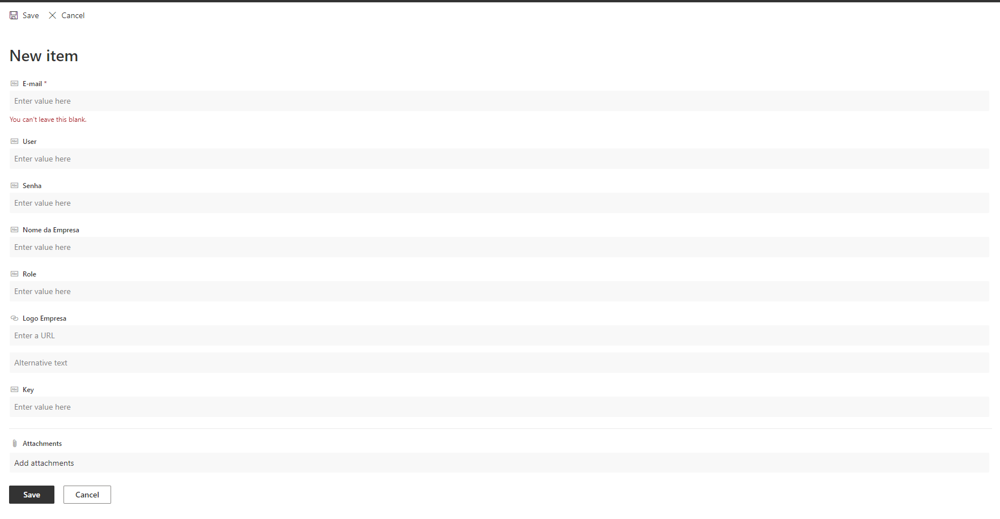 Save Cancel
New item
E-mail *
Enter value here
You can't leave this blank.
User
Enter value here
Senha
Enter value here
Nome da Empresa
Enter value here
Role
Enter value here
Logo Empresa
Enter a URL
Alternative text
Key
Enter value here
Attachments
Add attachments
Save Cancel